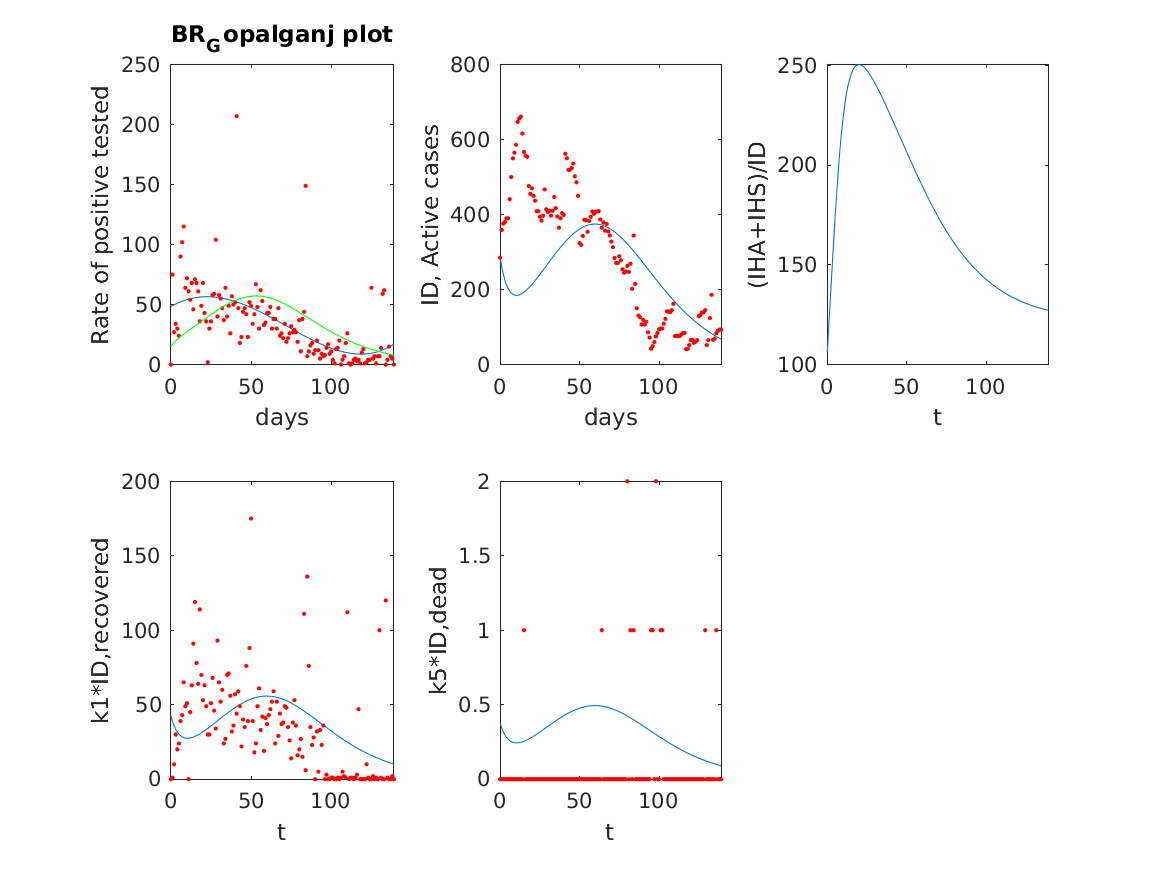 BR_Gopalganj plot
250
200
150
100
50
0
0 50 100
days
Rate of positive tested
800
600
400
200
0
0 50 100
days
ID, Active cases
250
200
150
100
0 50 100
t
(IHA+IHS)/ID
200
150
100
50
0
0 50 100
t
k1*ID,recovered
2
1.5
1
0.5
0
0 50 100
t
k5*ID,dead